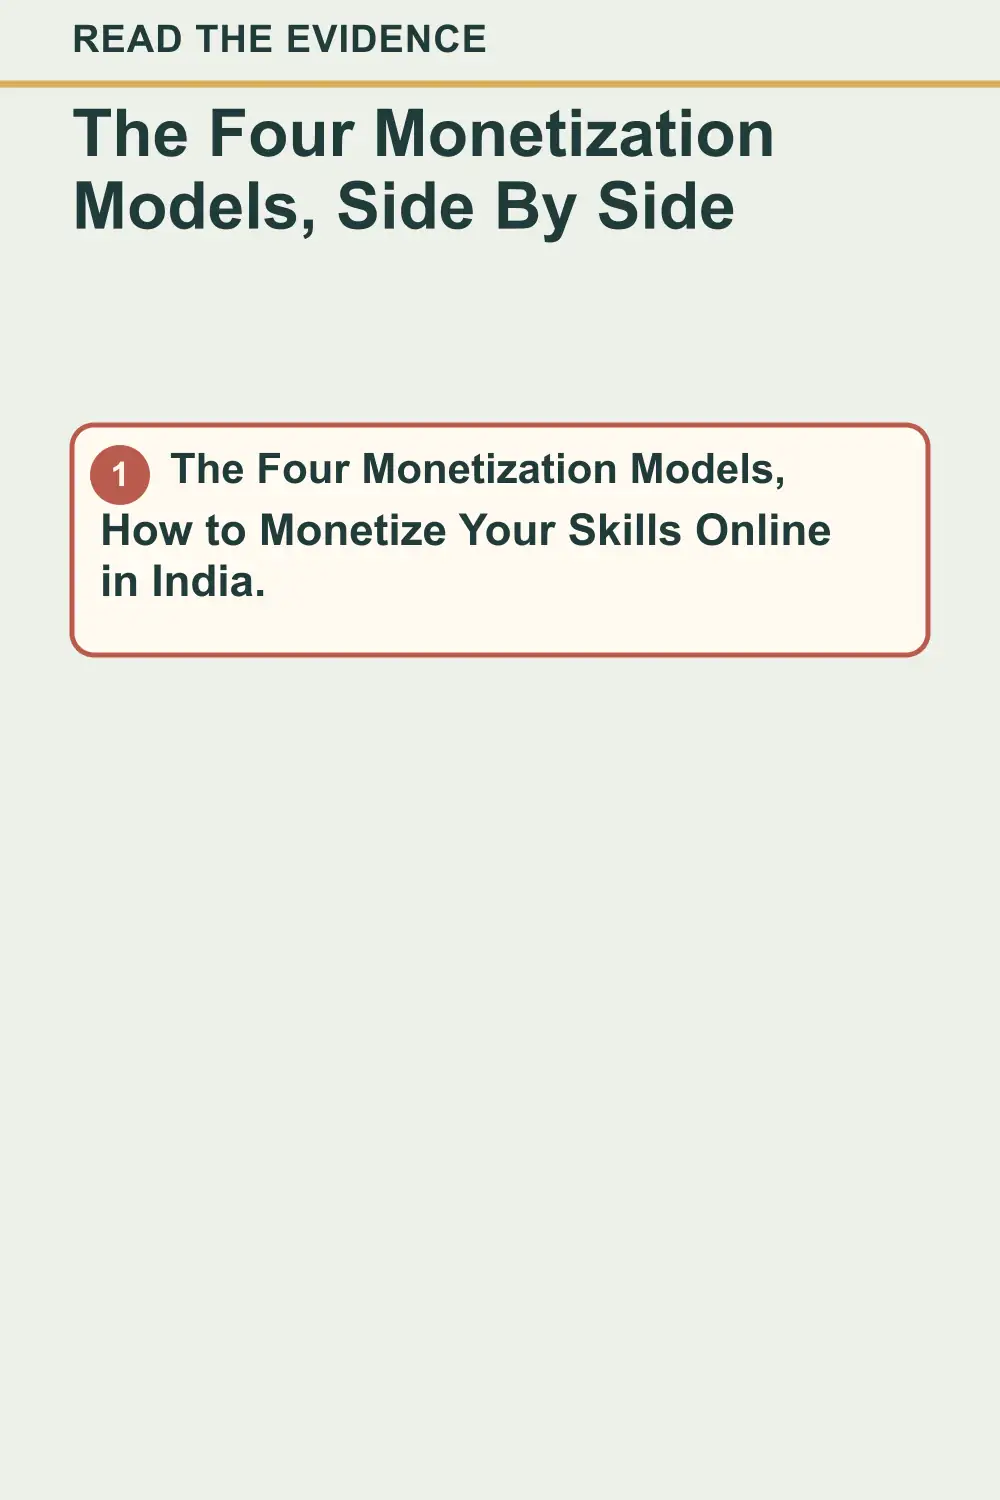 READ THE EVIDENCE
The Four Monetization
Models, Side By Side
1 The Four Monetization Models,
How to Monetize Your Skills Online
in India.